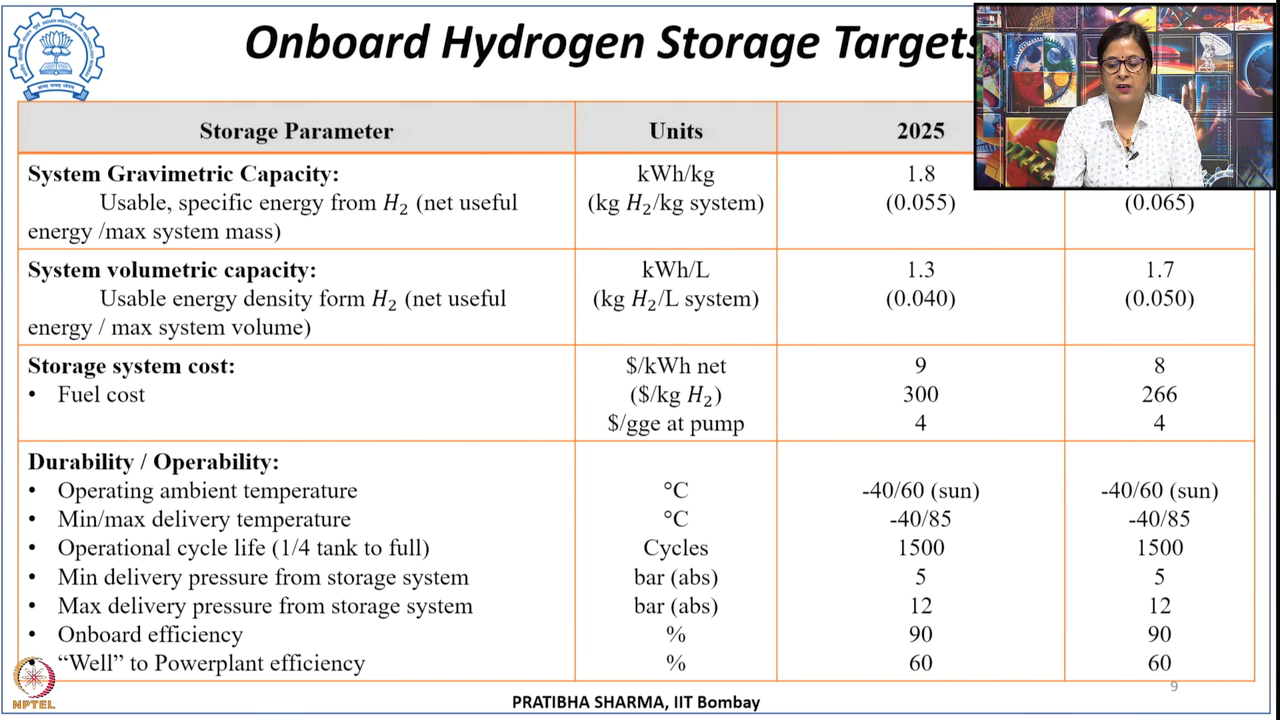 Onboard Hydrogen Storage Targets
Storage Parameter Units 2025
System Gravimetric Capacity: kWh/kg 1.8
Usable, specific energy from H₂ (net useful (kg H₂/kg system) (0.055) (0.065)
energy /max system mass)
System volumetric capacity: kWh/L 1.3 1.7
Usable energy density form H₂ (net useful (kg H₂/L system) (0.040) (0.050)
energy / max system volume)
Storage system cost: $/kWh net 9 8
• Fuel cost ($/kg H₂) 300 266
$/gge at pump 4 4
Durability / Operability:
• Operating ambient temperature °C -40/60 (sun) -40/60 (sun)
• Min/max delivery temperature °C -40/85 -40/85
• Operational cycle life (1/4 tank to full) Cycles 1500 1500
• Min delivery pressure from storage system bar (abs) 5 5
• Max delivery pressure from storage system bar (abs) 12 12
• Onboard efficiency % 90 90
“Well” to Powerplant efficiency % 60 60
9
NPTEL
PRATIBHA SHARMA, IIT Bombay